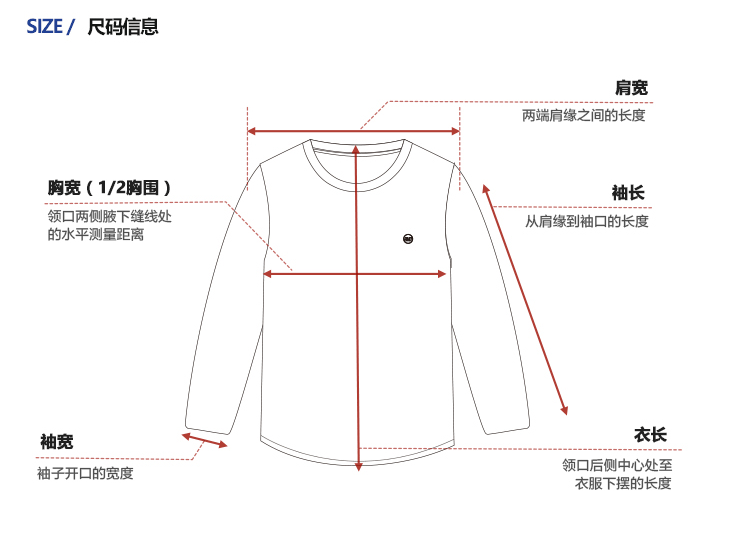 SIZE / 尺码信息
肩宽
两端肩缘之间的长度
胸宽（1/2胸围）
领口两侧腋下缝线处
的水平测量距离
袖长
从肩缘到袖口的长度
袖宽
袖子开口的宽度
衣长
领口后侧中心处至
衣服下摆的长度